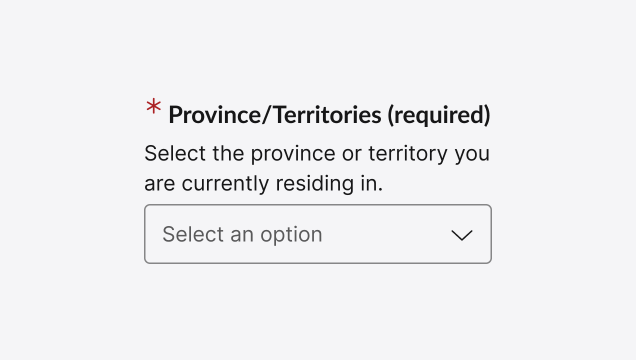 * Province/Territories (required)
Select the province or territory you
are currently residing in.
Select an option